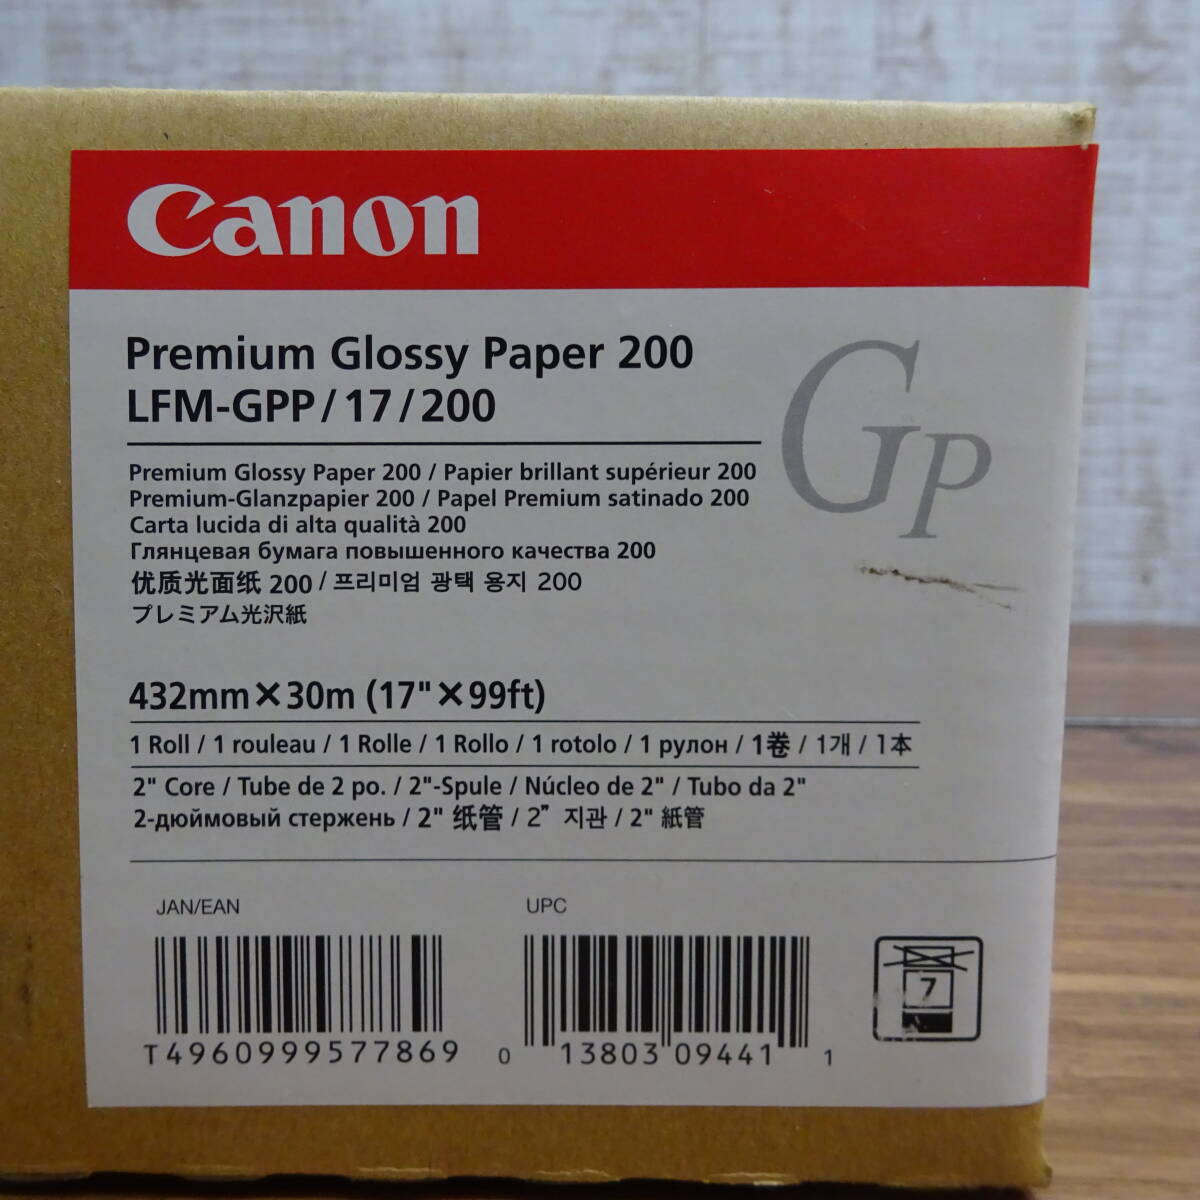 Canon
Premium Glossy Paper 200
LFM-GPP/17/200
GP
Premium Glossy Paper 200 / Papier brillant supérieur 200
Premium-Glanzpapier 200 / Papel Premium satinado 200
Carta lucida di alta qualità 200
Глянцевая бумага повышенного качества 200
优质光面纸 200 / 프리미엄 광택 용지 200
プレミアム光沢紙
432mm×30m (17"×99ft)
1 Roll / 1 rouleau / 1 Rolle / 1 Rollo / 1 rotolo / 1 рулон / 1卷 / 1개 / 1本
2" Core / Tube de 2 po. / 2"-Spule / Núcleo de 2" / Tubo da 2"
2-дюймовый стержень / 2" 纸管 / 2” 지관 / 2" 紙管
JAN/EAN
UPC
T4960999577869
0 13803 09441 1
7